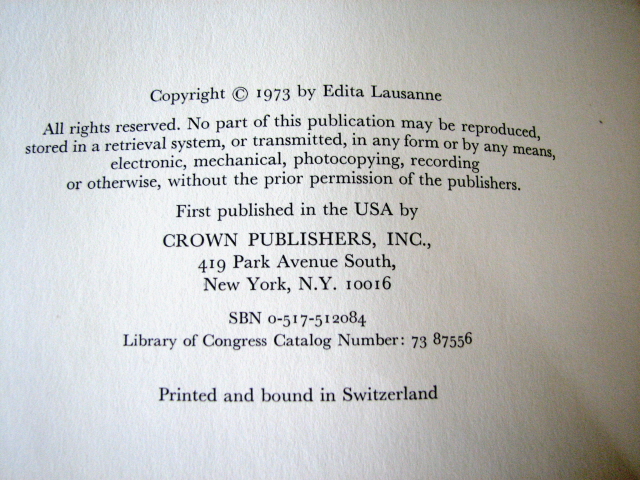 Copyright © 1973 by Edita Lausanne
All rights reserved. No part of this publication may be reproduced,
stored in a retrieval system, or transmitted, in any form or by any means,
electronic, mechanical, photocopying, recording
or otherwise, without the prior permission of the publishers.
First published in the USA by
CROWN PUBLISHERS, INC.,
419 Park Avenue South,
New York, N.Y. 10016
SBN 0-517-512084
Library of Congress Catalog Number: 73 87556
Printed and bound in Switzerland